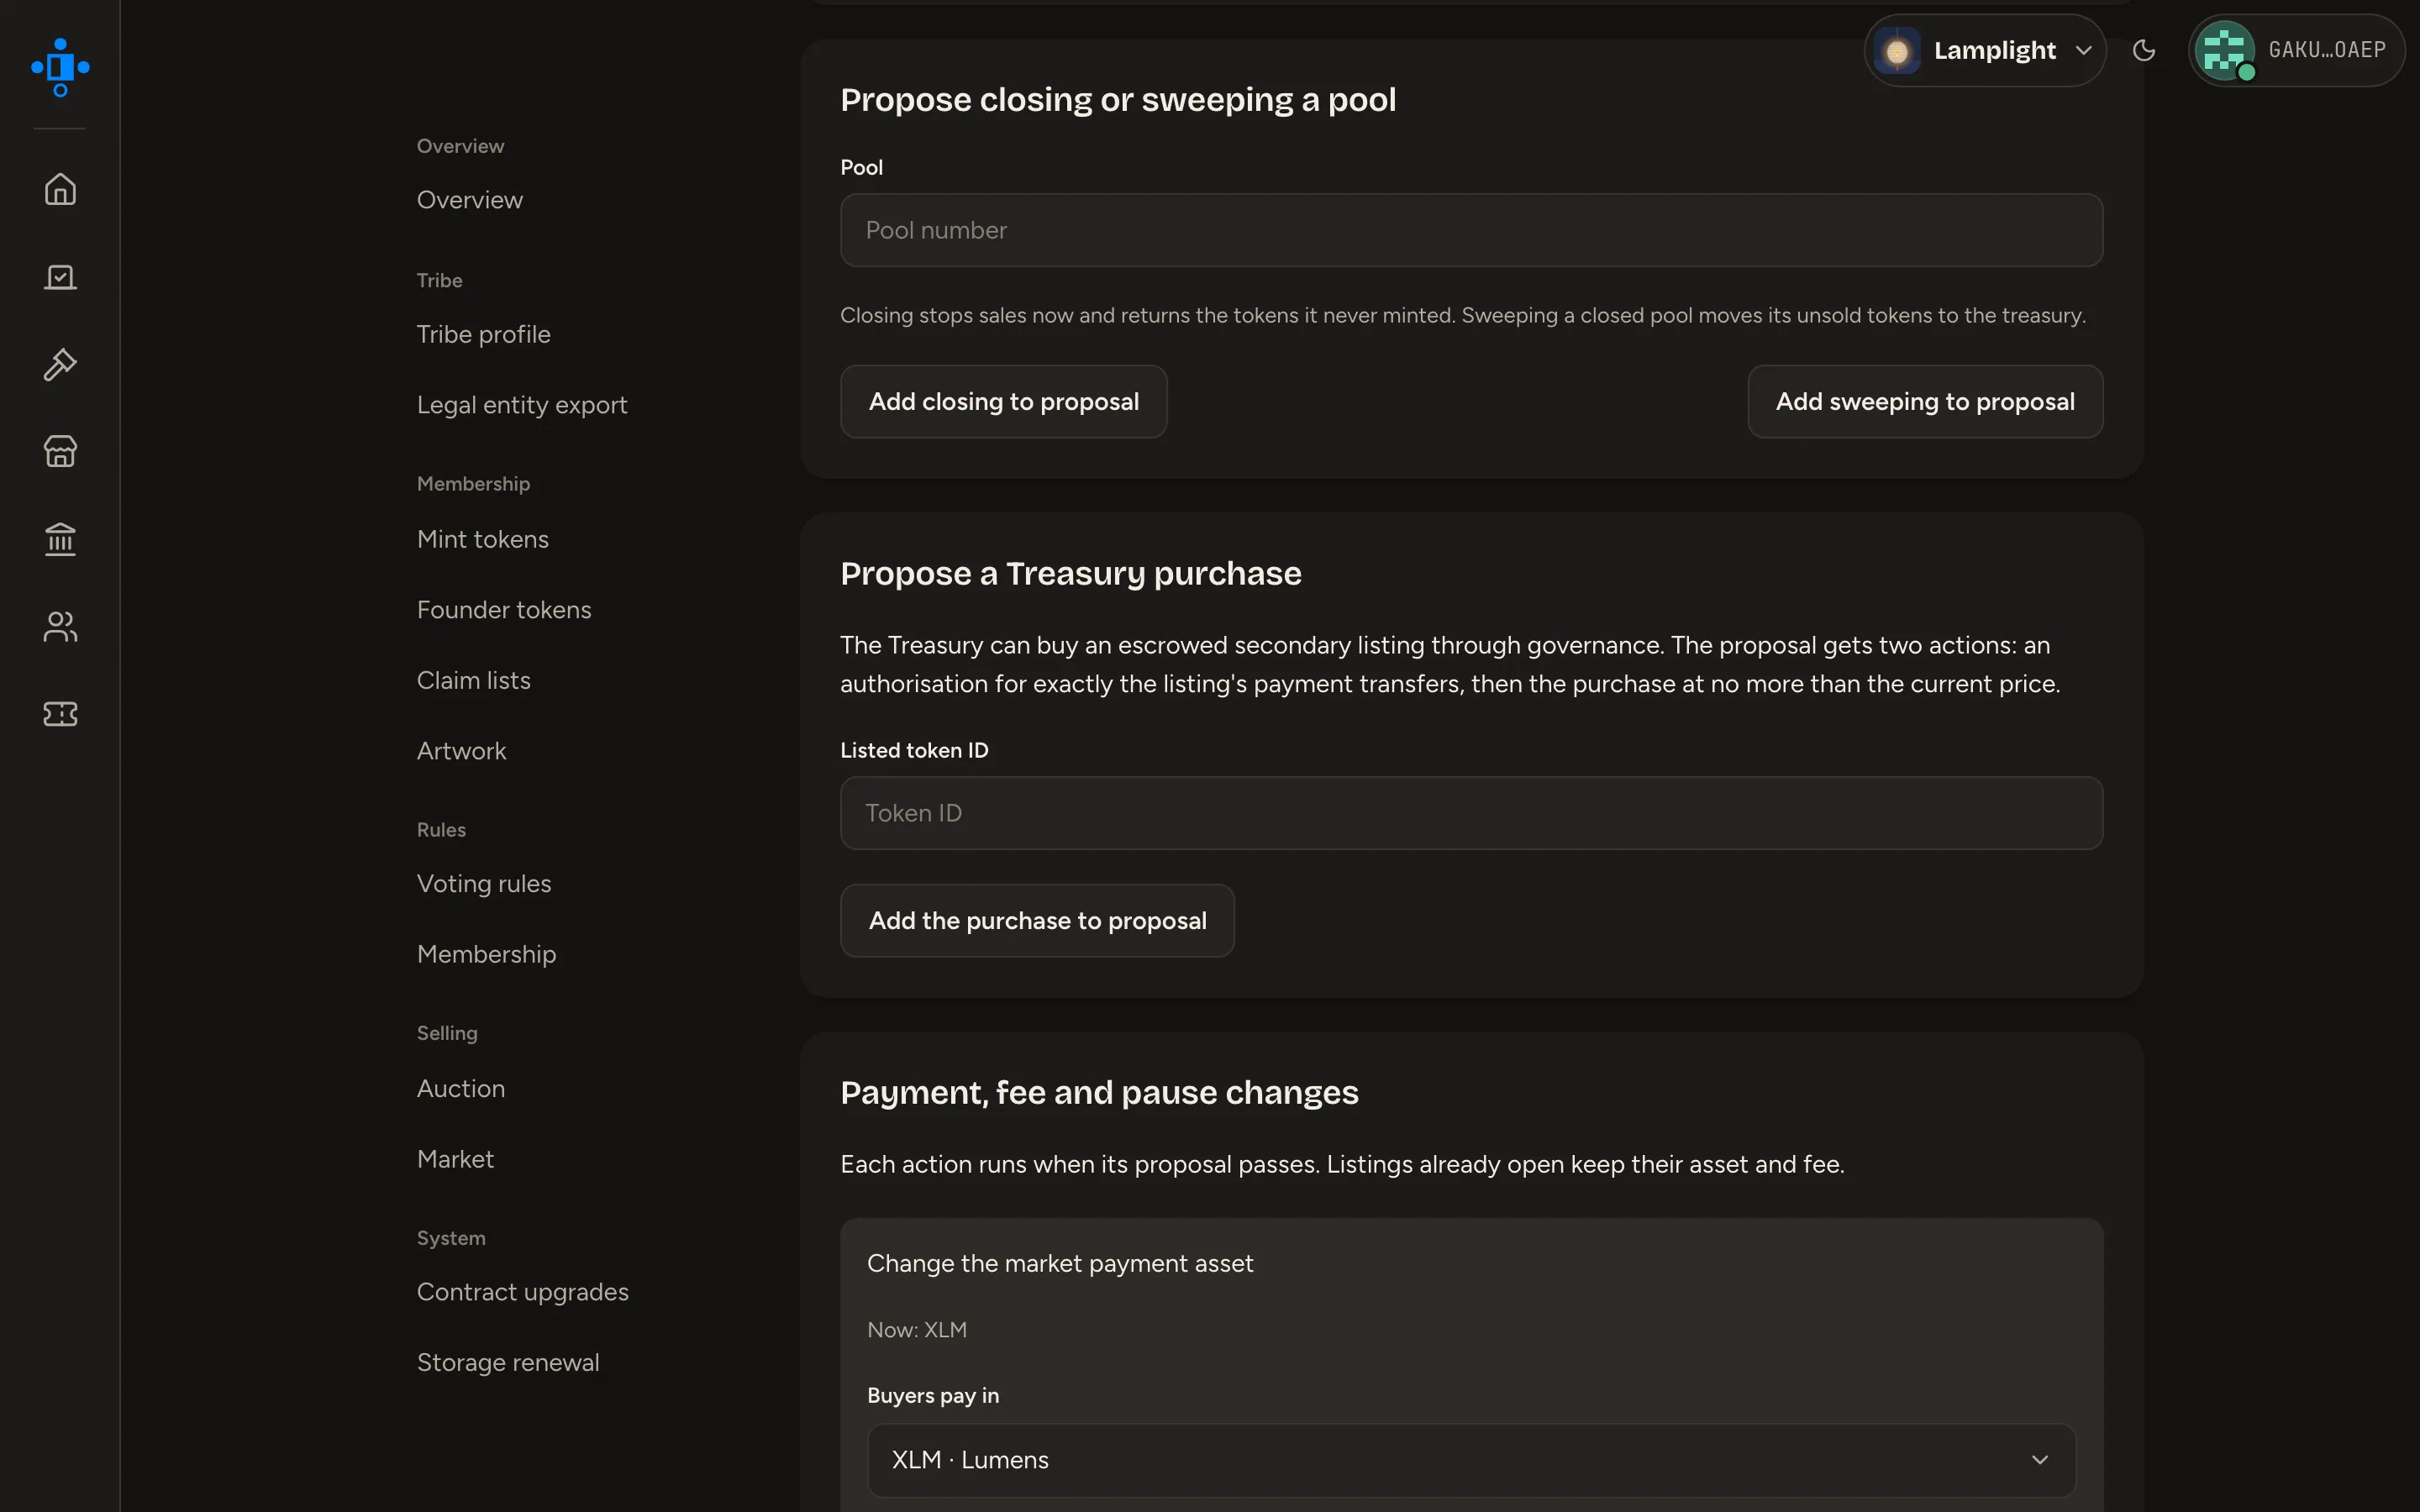 Lamplight
GAKU...OAEP
Overview
Overview
Tribe
Tribe profile
Legal entity export
Membership
Mint tokens
Founder tokens
Claim lists
Artwork
Rules
Voting rules
Membership
Selling
Auction
Market
System
Contract upgrades
Storage renewal
Propose closing or sweeping a pool
Pool
Pool number
Closing stops sales now and returns the tokens it never minted. Sweeping a closed pool moves its unsold tokens to the treasury.
Add closing to proposal
Add sweeping to proposal
Propose a Treasury purchase
The Treasury can buy an escrowed secondary listing through governance. The proposal gets two actions: an
authorisation for exactly the listing's payment transfers, then the purchase at no more than the current price.
Listed token ID
Token ID
Add the purchase to proposal
Payment, fee and pause changes
Each action runs when its proposal passes. Listings already open keep their asset and fee.
Change the market payment asset
Now: XLM
Buyers pay in
XLM · Lumens